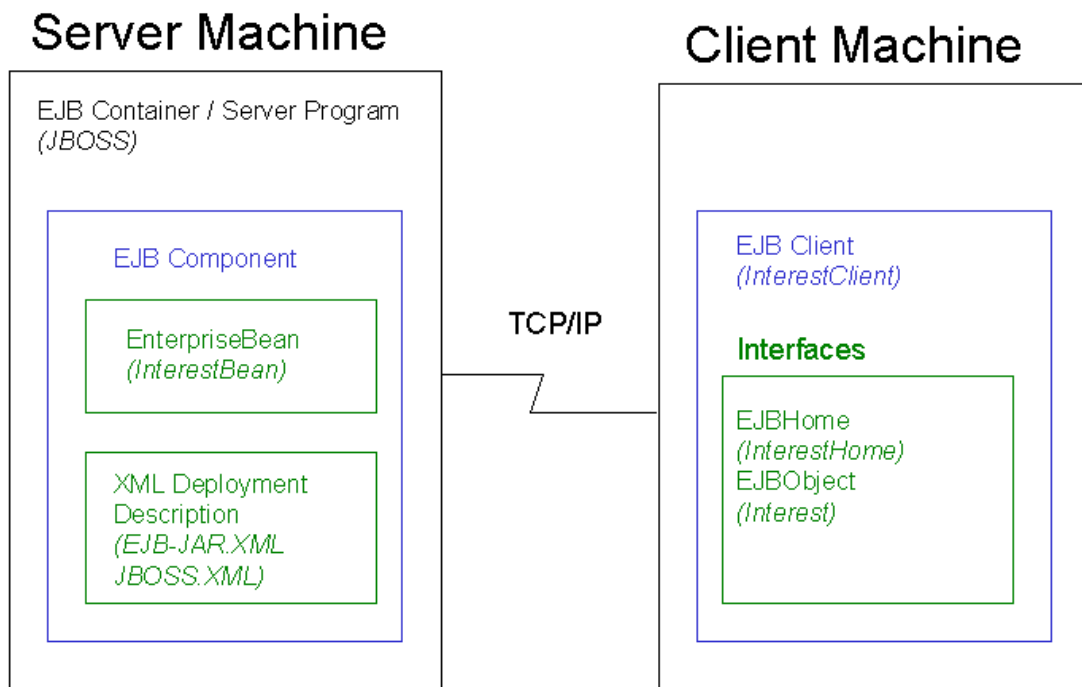 Server Machine
EJB Container / Server Program
(JBOSS)
EJB Component
EnterpriseBean
(InterestBean)
XML Deployment
Description
(EJB-JAR.XML
JBOSS.XML)
TCP/IP
Client Machine
EJB Client
(InterestClient)
Interfaces
EJBHome
(InterestHome)
EJBObject
(Interest)